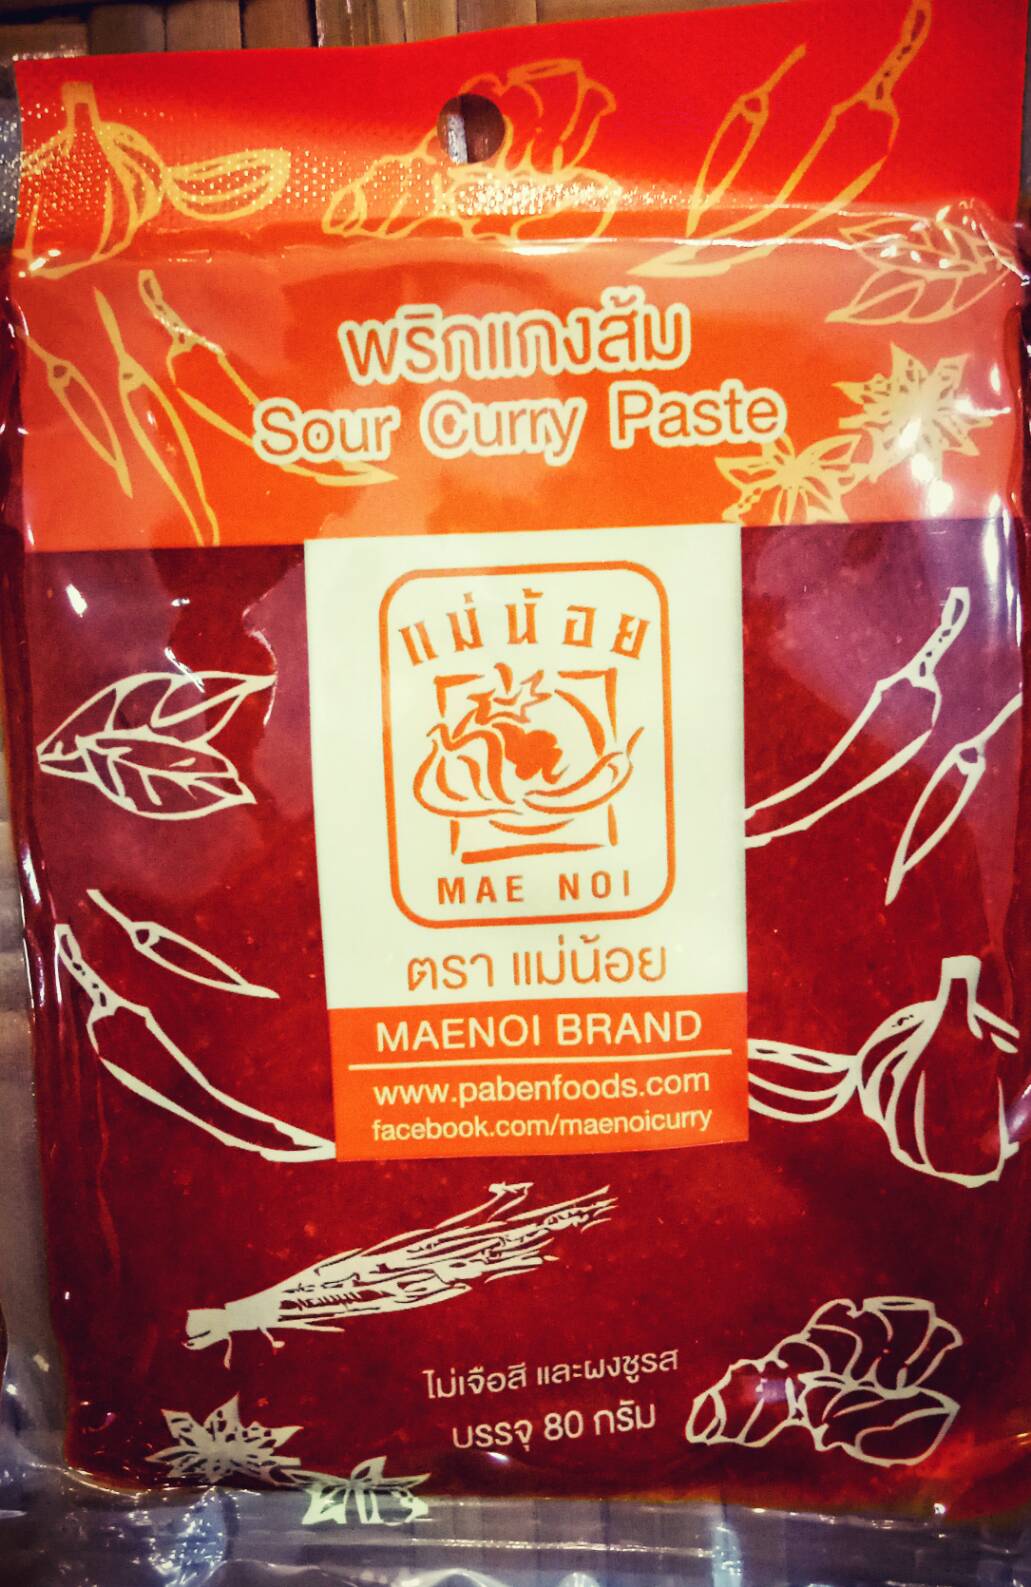 พริกแกงส้ม
Sour Curry Paste
แม่น้อย
MAE NOI
ตรา แม่น้อย
MAENOI BRAND
www.pabenfoods.com
facebook.com/maenoicurry
ไม่เจือสี และผงชูรส
บรรจุ 80 กรัม